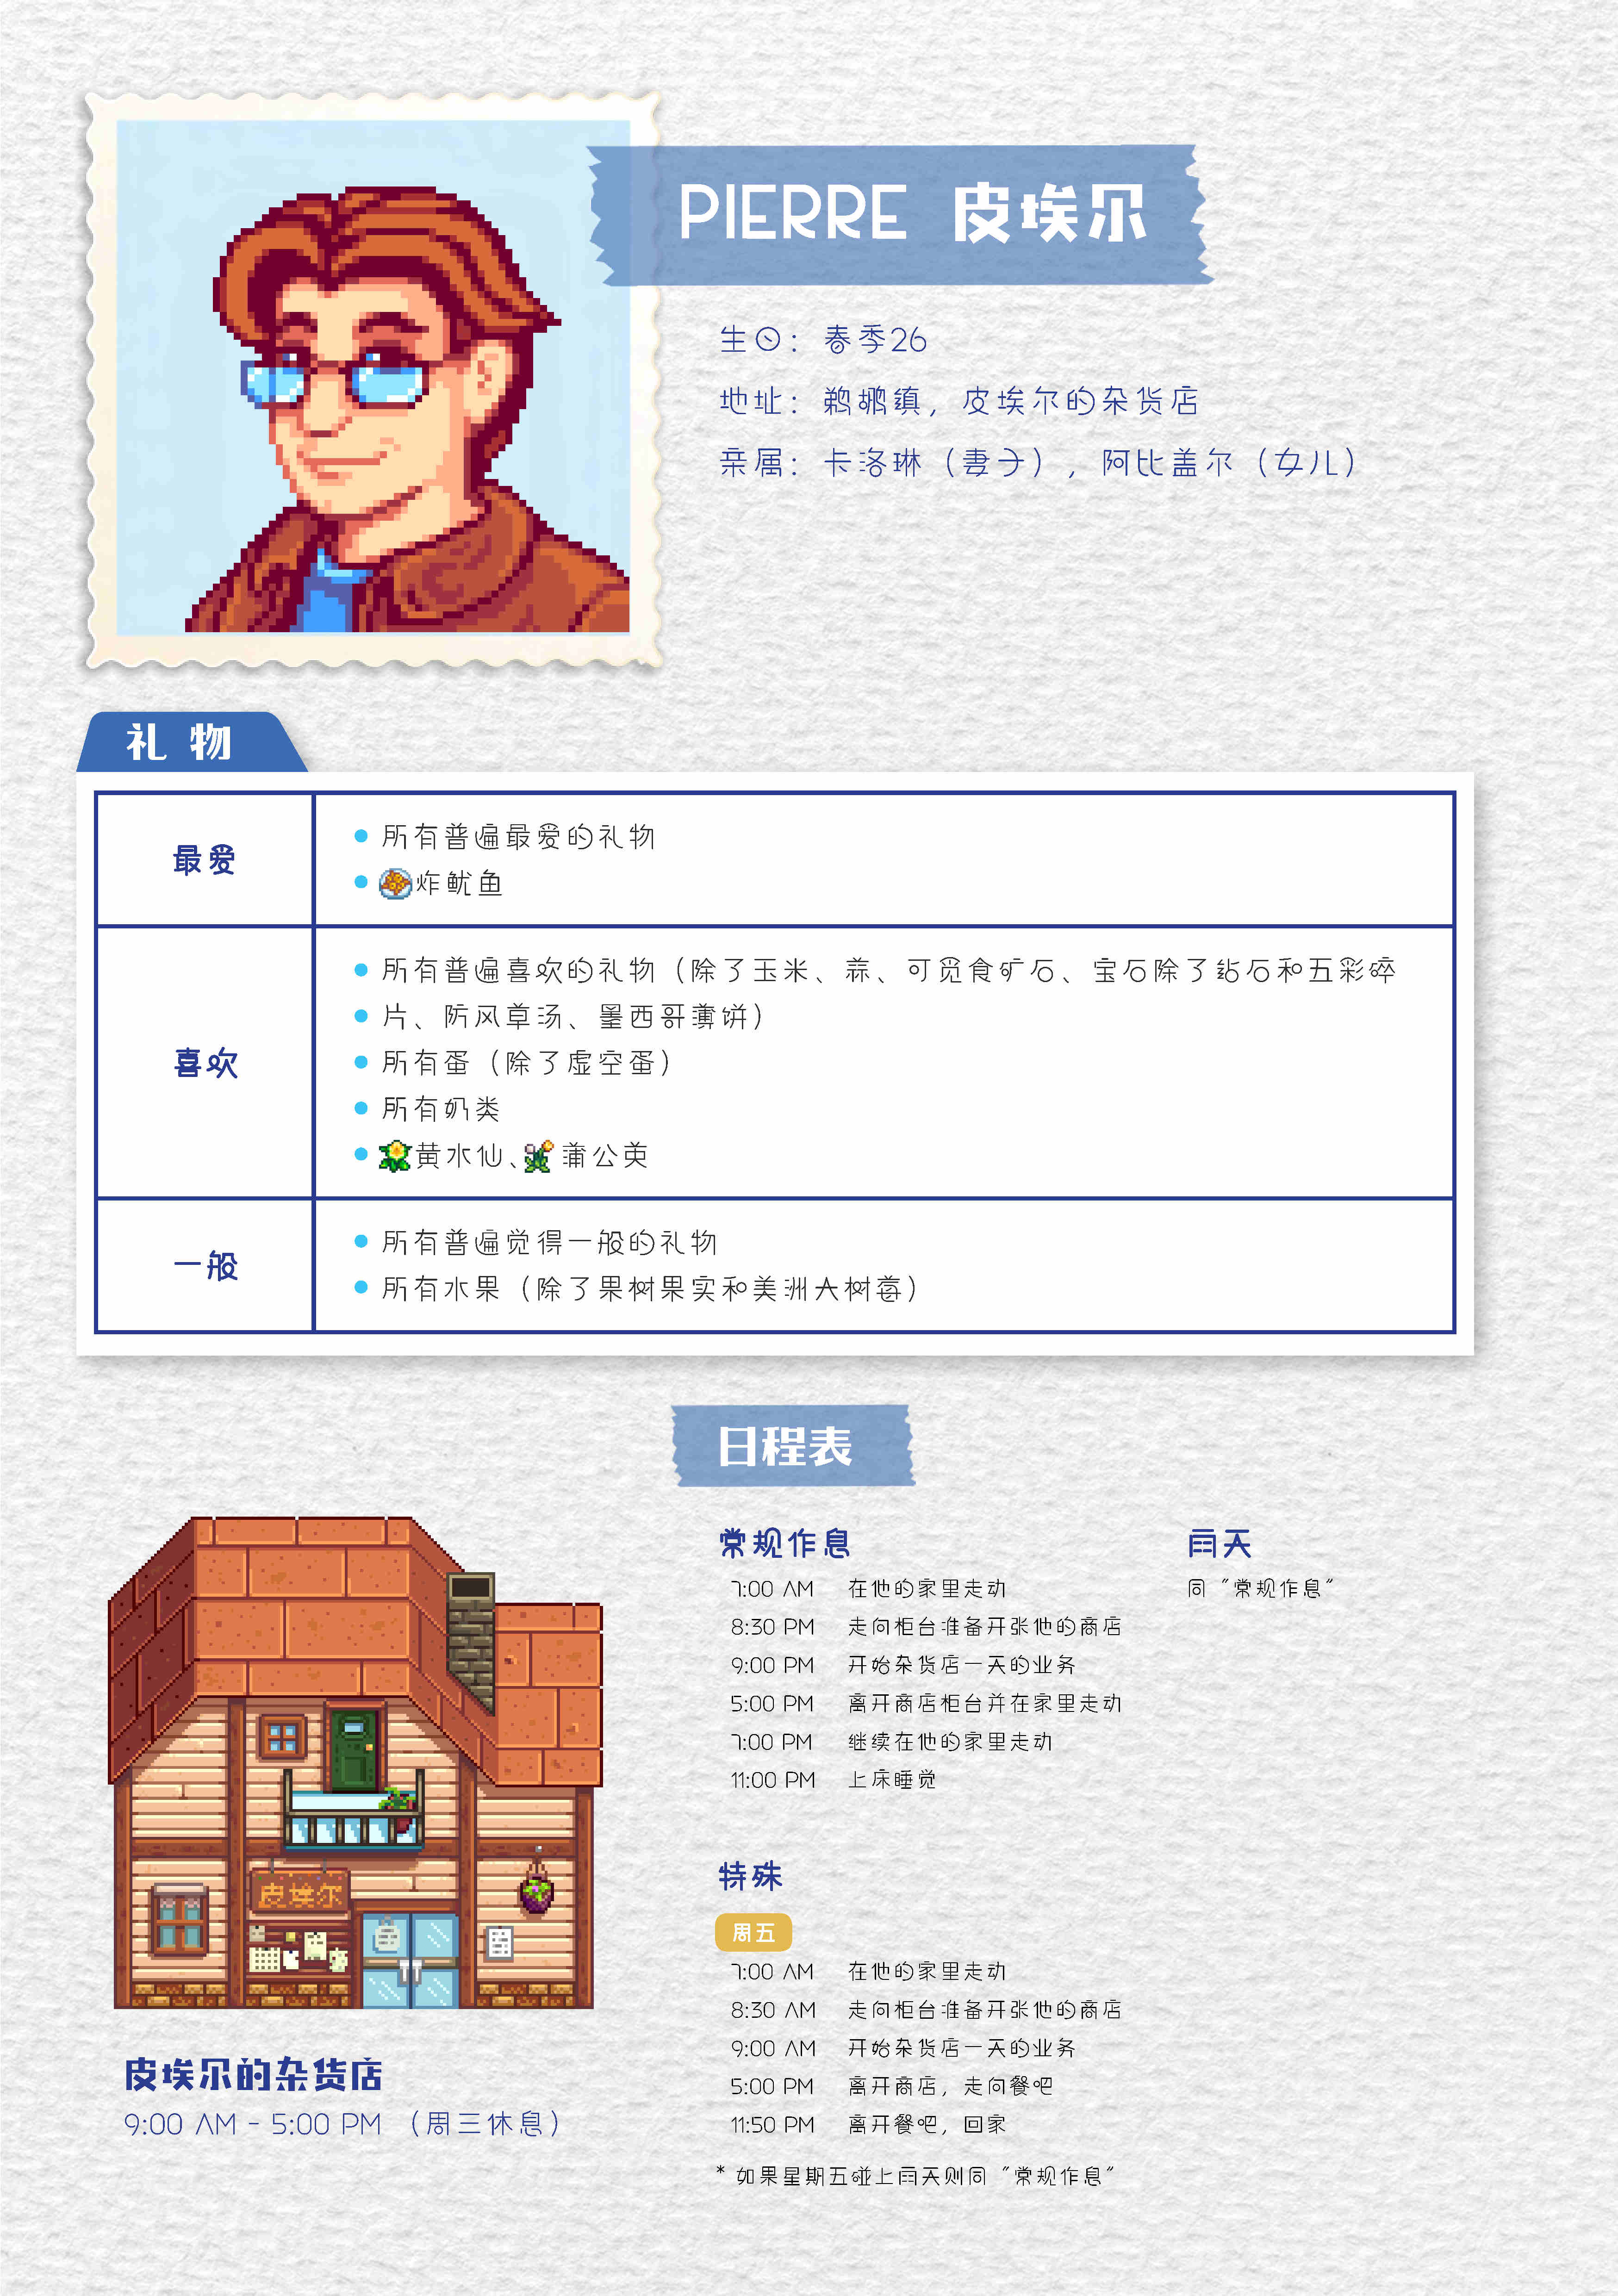 PIERRE 皮埃尔
生日：春季26
地址：鹈鹕镇，皮埃尔的杂货店
亲属：卡洛琳（妻子），阿比盖尔（女儿）
礼 物
最爱
所有普遍最爱的礼物
炸鱿鱼
喜欢
所有普遍喜欢的礼物（除了玉米、蒜、可觅食矿石、宝石除了钻石和五彩碎
片、防风草汤、墨西哥薄饼）
所有蛋（除了虚空蛋）
所有奶类
黄水仙、蒲公英
一般
所有普遍觉得一般的礼物
所有水果（除了果树果实和美洲大树莓）
日程表
常规作息
7:00 AM 在他的家里走动
8:30 PM 走向柜台准备开张他的商店
9:00 PM 开始杂货店一天的业务
5:00 PM 离开商店柜台并在家里走动
7:00 PM 继续在他的家里走动
11:00 PM 上床睡觉
雨天
同“常规作息”
特殊
周五
7:00 AM 在他的家里走动
8:30 AM 走向柜台准备开张他的商店
9:00 AM 开始杂货店一天的业务
5:00 PM 离开商店，走向餐吧
11:50 PM 离开餐吧，回家
* 如果星期五碰上雨天则同“常规作息”
皮埃尔
皮埃尔的杂货店
9:00 AM - 5:00 PM （周三休息）